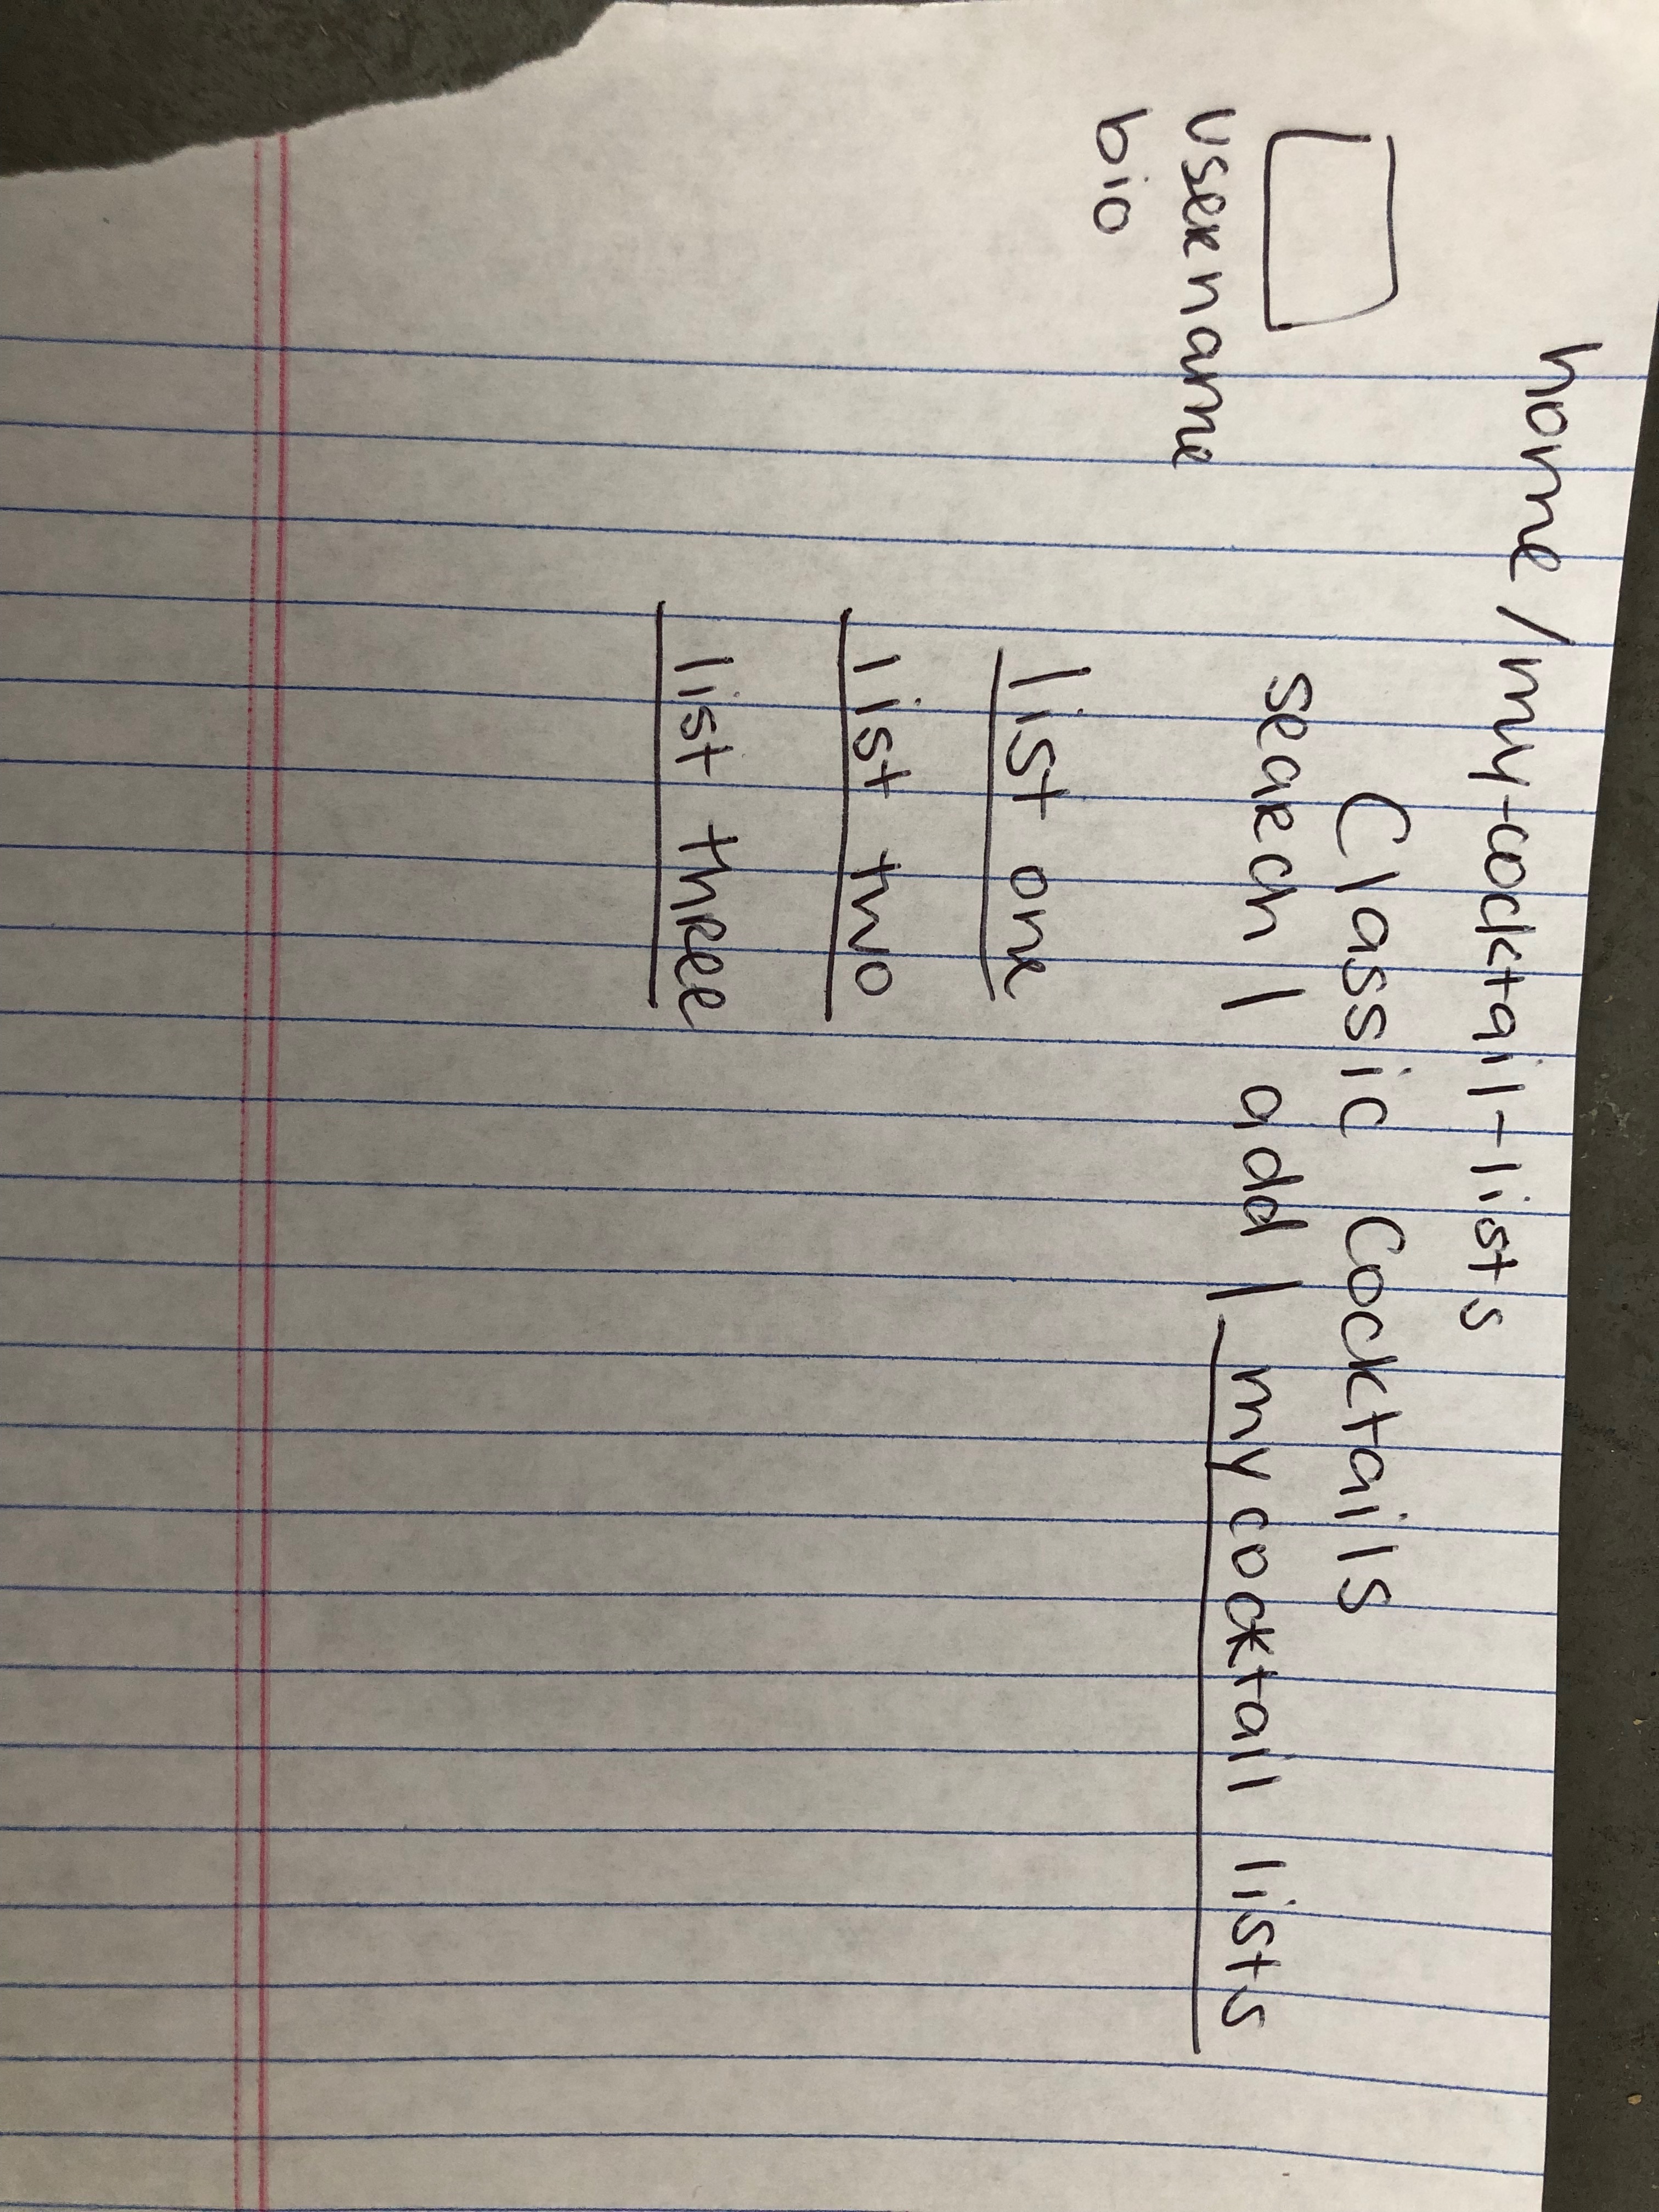 home/my-cocktail-lists
Classic Cocktails
search | add | my cocktail lists
username
bio
list one
list two
list three